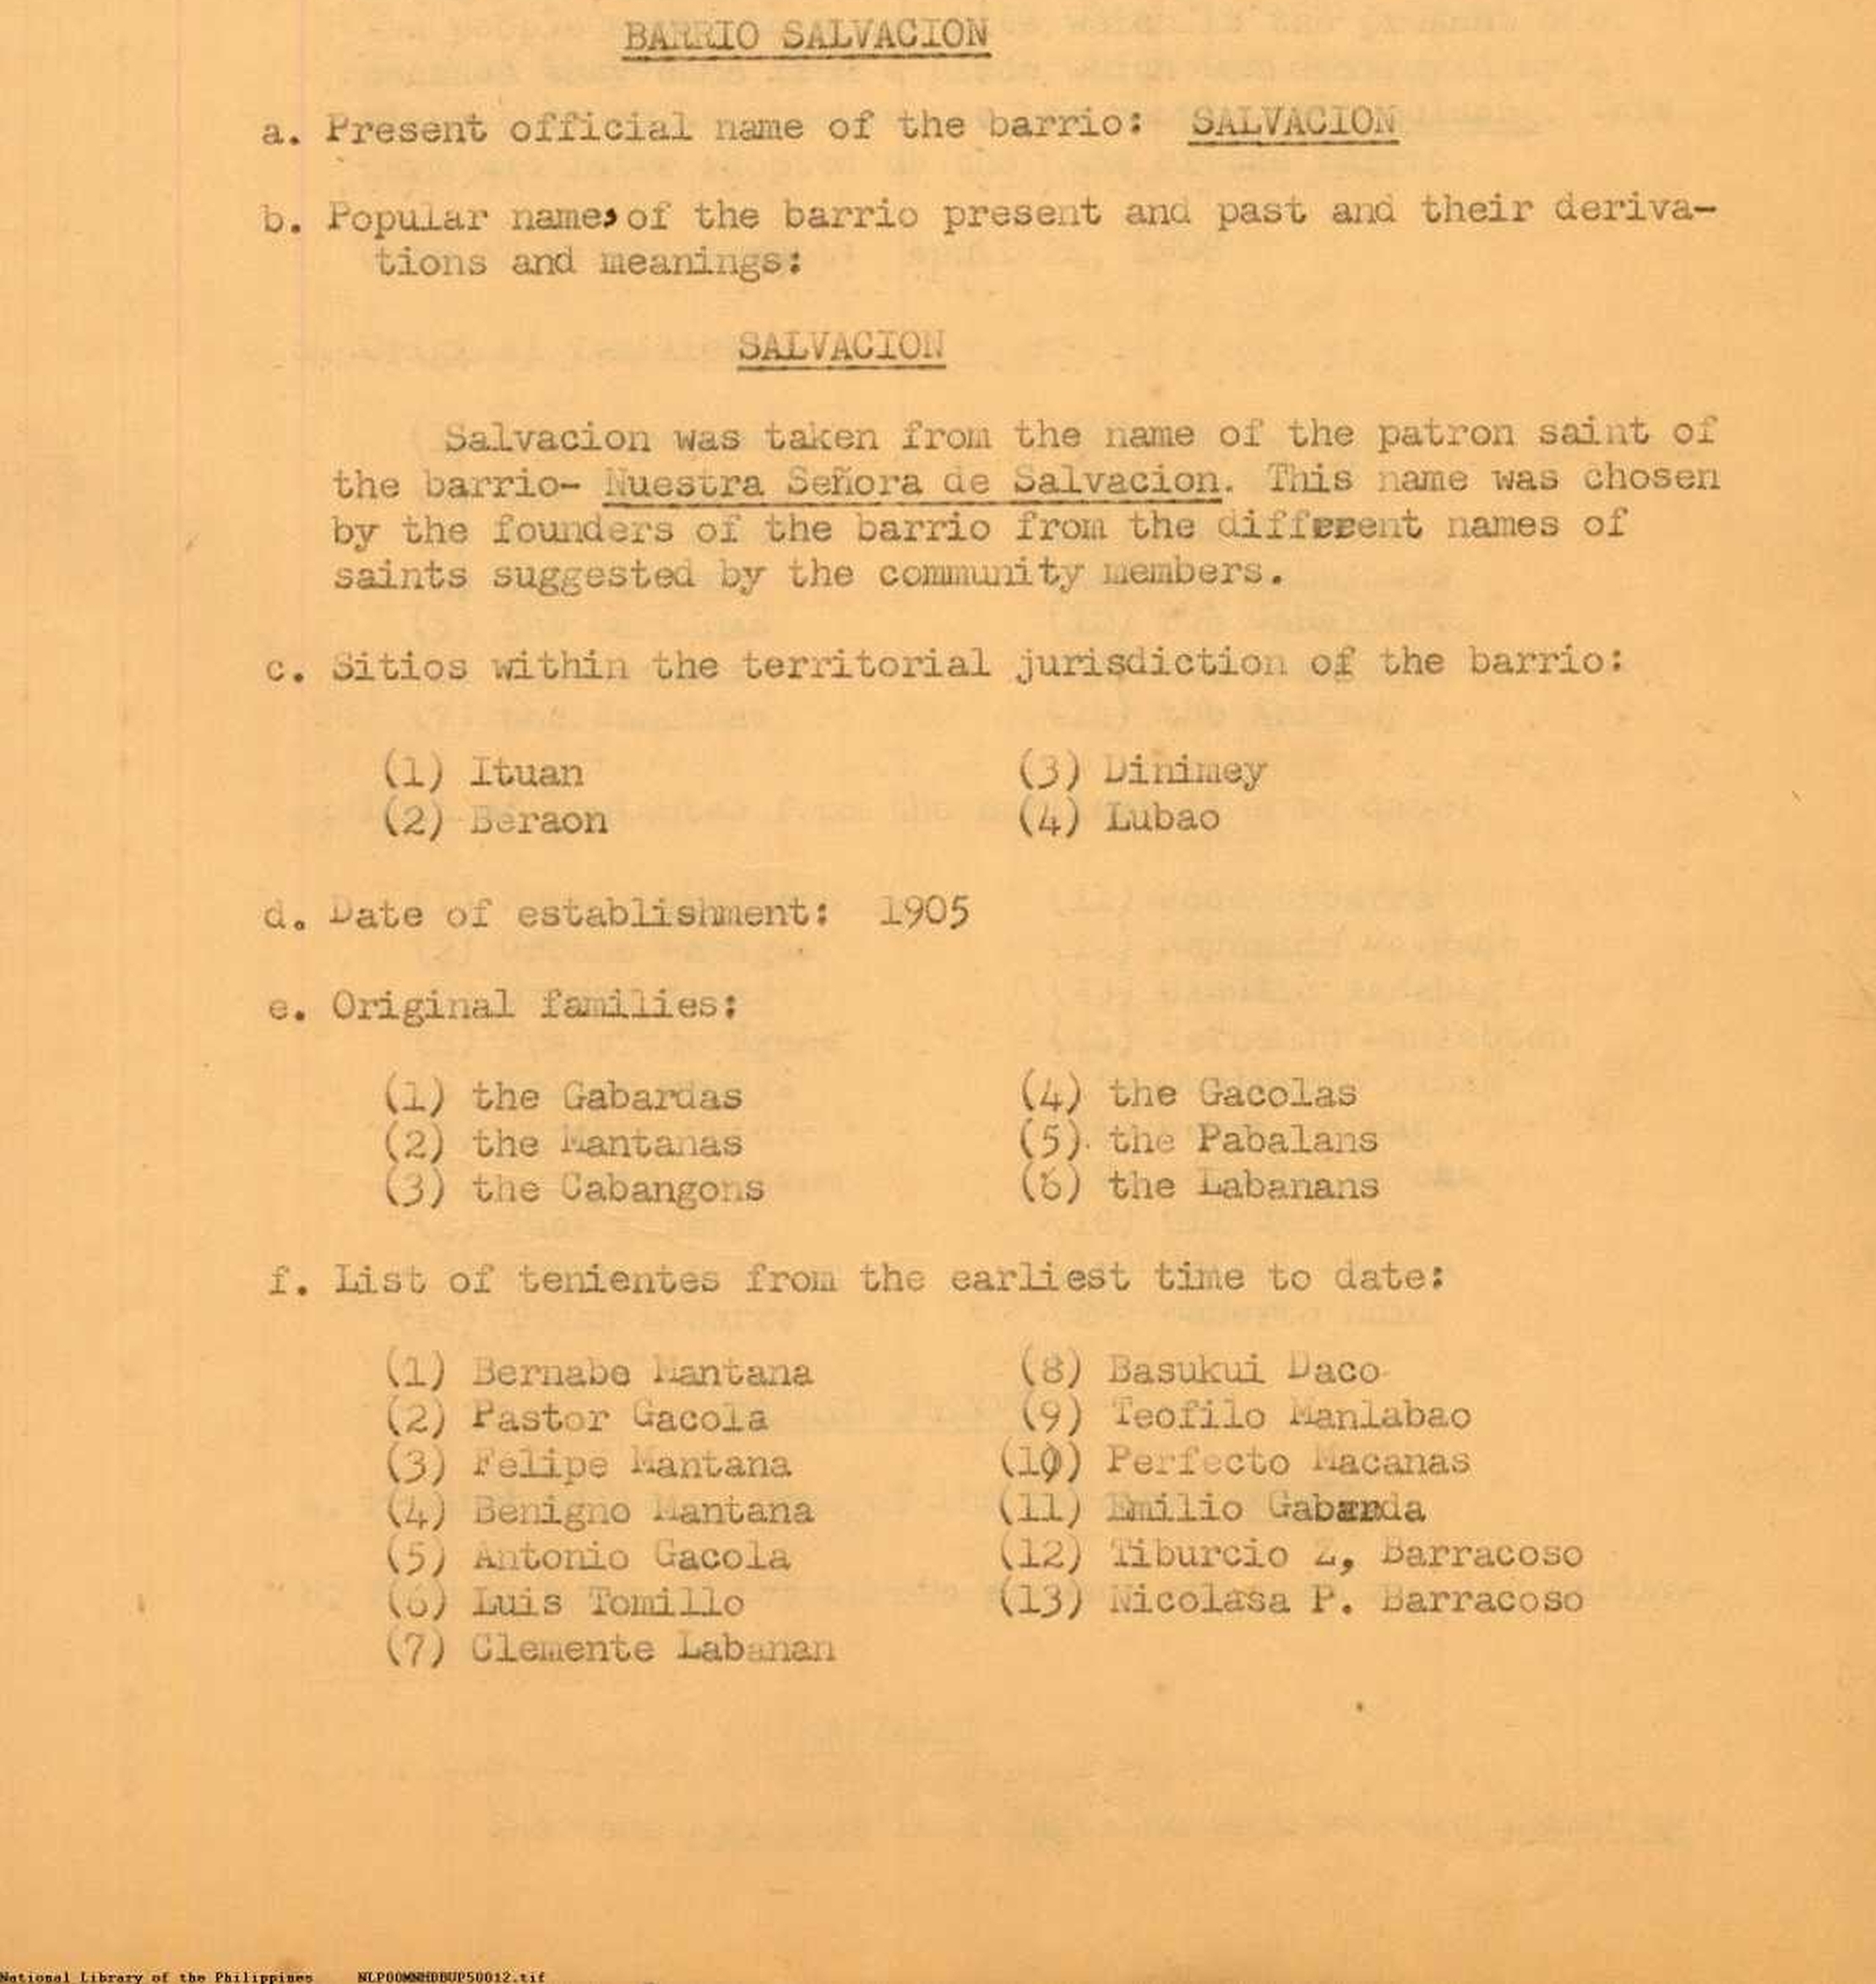 BARRIO SALVACION
a. Present official name of the barrio: SALVACION
b. Popular names of the barrio present and past and their deriva-
tions and meanings:
SALVACION
Salvacion was taken from the name of the patron saint of
the barrio- Nuestra Señora de Salvacion. This name was chosen
by the founders of the barrio from the different names of
saints suggested by the community members.
c. Sitios within the territorial jurisdiction of the barrio:
(1) Ituan (3) Dinimey
(2) Beraon (4) Lubao
d. Date of establishment: 1905
e. Original families:
(1) the Gabardas (4) the Gacolas
(2) the Mantanas (5) the Pabalans
(3) the Cabangons (6) the Labanans
f. List of tenientes from the earliest time to date:
(1) Bernabe Mantana (8) Basukui Daco
(2) Pastor Gacola (9) Teofilo Manlabao
(3) Felipe Mantana (10) Perfecto Macanas
(4) Benigno Mantana (11) Emilio Gabarda
(5) Antonio Gacola (12) Tiburcio Z, Barracoso
(6) Luis Tomillo (13) Nicolasa P. Barracoso
(7) Clemente Labanan
National Library of the Philippines